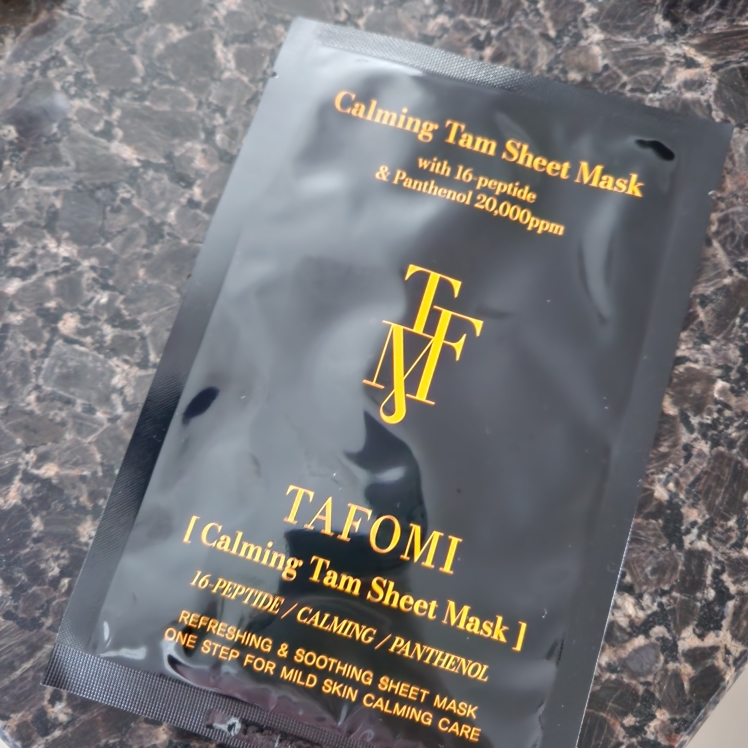 Calming Tam Sheet Mask
with 16-peptide
& Panthenol 20,000ppm
TFM
TAFOMI
[ Calming Tam Sheet Mask ]
16-PEPTIDE / CALMING / PANTHENOL
REFRESHING & SOOTHING SHEET MASK
ONE STEP FOR MILD SKIN CALMING CARE